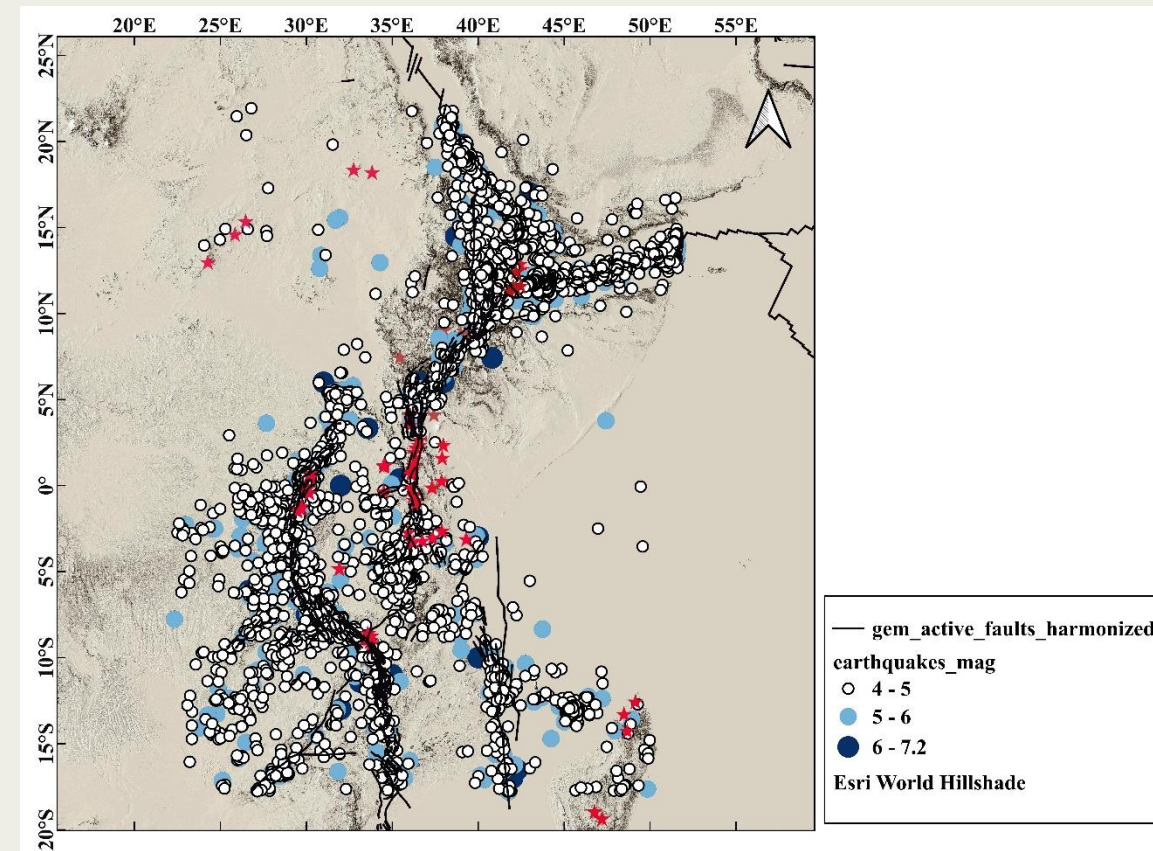 20°E 25°E 30°E 35°E 40°E 45°E 50°E 55°E
25°N
20°N
15°N
10°N
5°N
0°
5°S
10°S
15°S
20°S
gem_active_faults_harmonized
earthquakes_mag
4 - 5
5 - 6
6 - 7.2
Esri World Hillshade